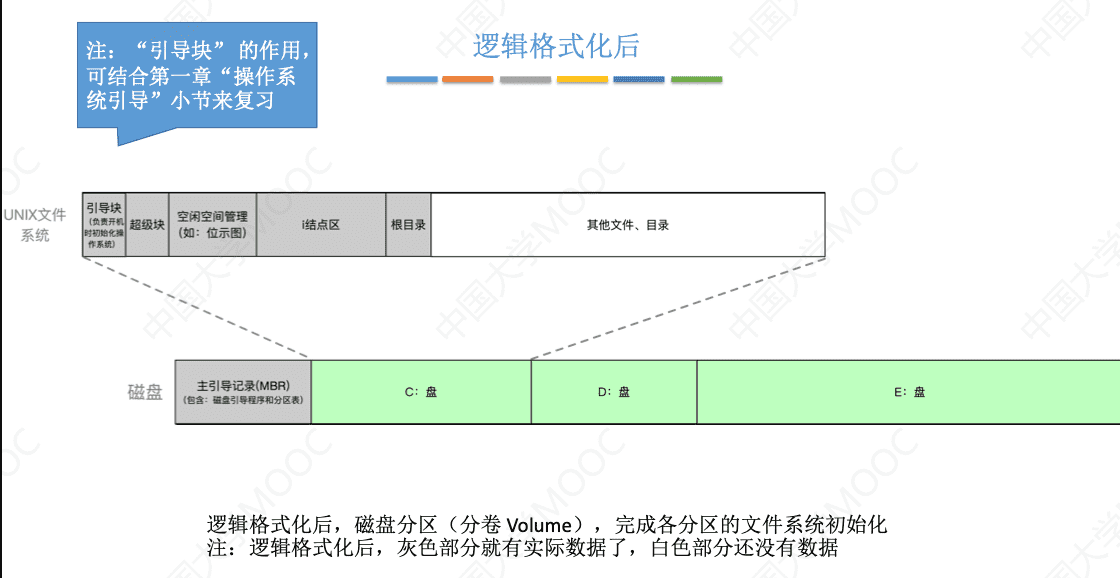 注：“引导块” 的作用，
可结合第一章“操作系
统引导”小节来复习
逻辑格式化后
UNIX文件
系统
引导块
（负责开机
时初始化操
作系统）
超级块
空闲空间管理
（如：位示图）
i结点区
根目录
其他文件、目录
磁盘
主引导记录(MBR)
（包含：磁盘引导程序和分区表）
C：盘
D：盘
E：盘
逻辑格式化后，磁盘分区（分卷 Volume），完成各分区的文件系统初始化
注：逻辑格式化后，灰色部分就有实际数据了，白色部分还没有数据
中国大学MOOC